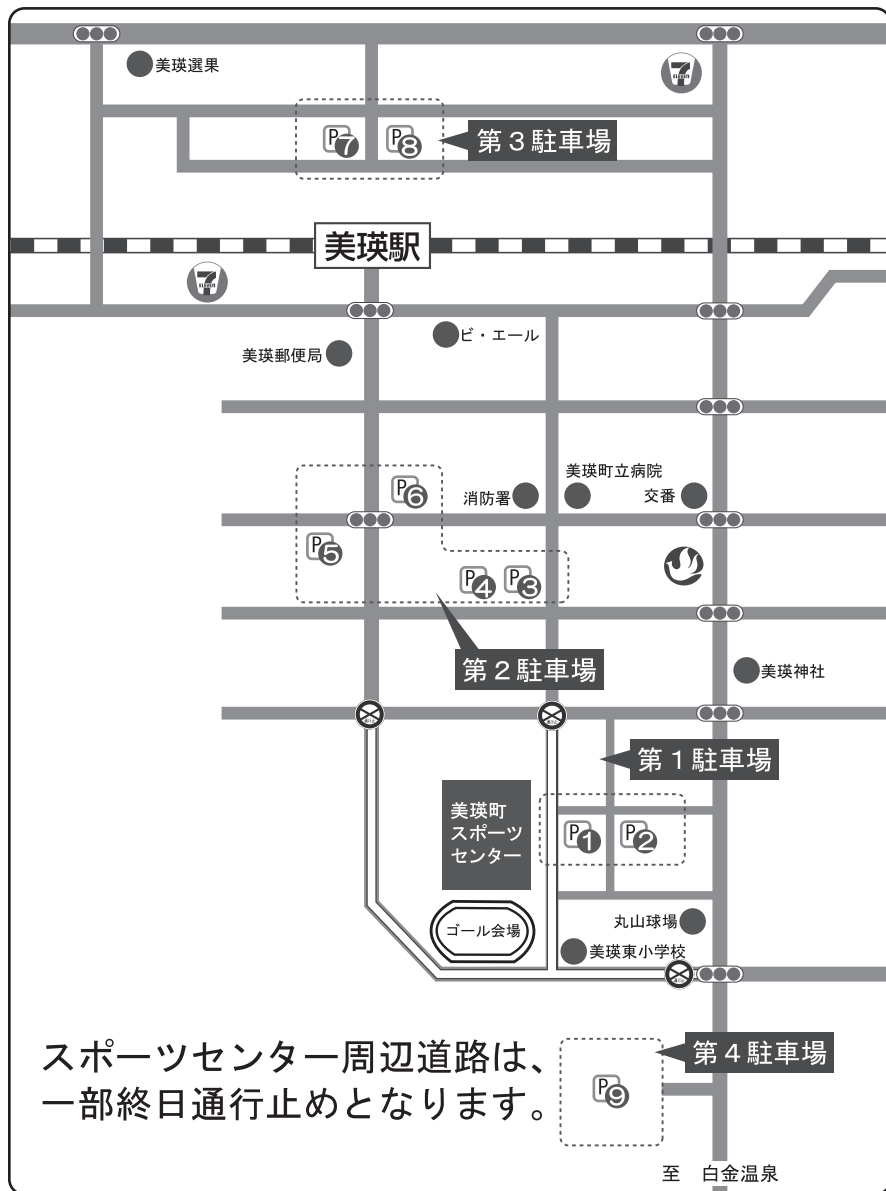 美瑛選果
7
ELEVEN
P7
P8
第3駐車場
美瑛駅
7
ELEVEN
ビ・エール
美瑛郵便局
美瑛町立病院
消防署
交番
P6
P5
P4
P3
第2駐車場
美瑛神社
第1駐車場
美瑛町
スポーツ
センター
P1
P2
丸山球場
ゴール会場
美瑛東小学校
スポーツセンター周辺道路は、
一部終日通行止めとなります。
第4駐車場
P9
至 白金温泉